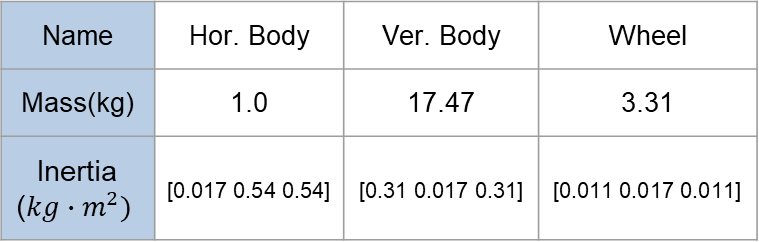 Name Hor. Body Ver. Body Wheel
Mass(kg) 1.0 17.47 3.31
Inertia
(kg · m²) [0.017 0.54 0.54] [0.31 0.017 0.31] [0.011 0.017 0.011]